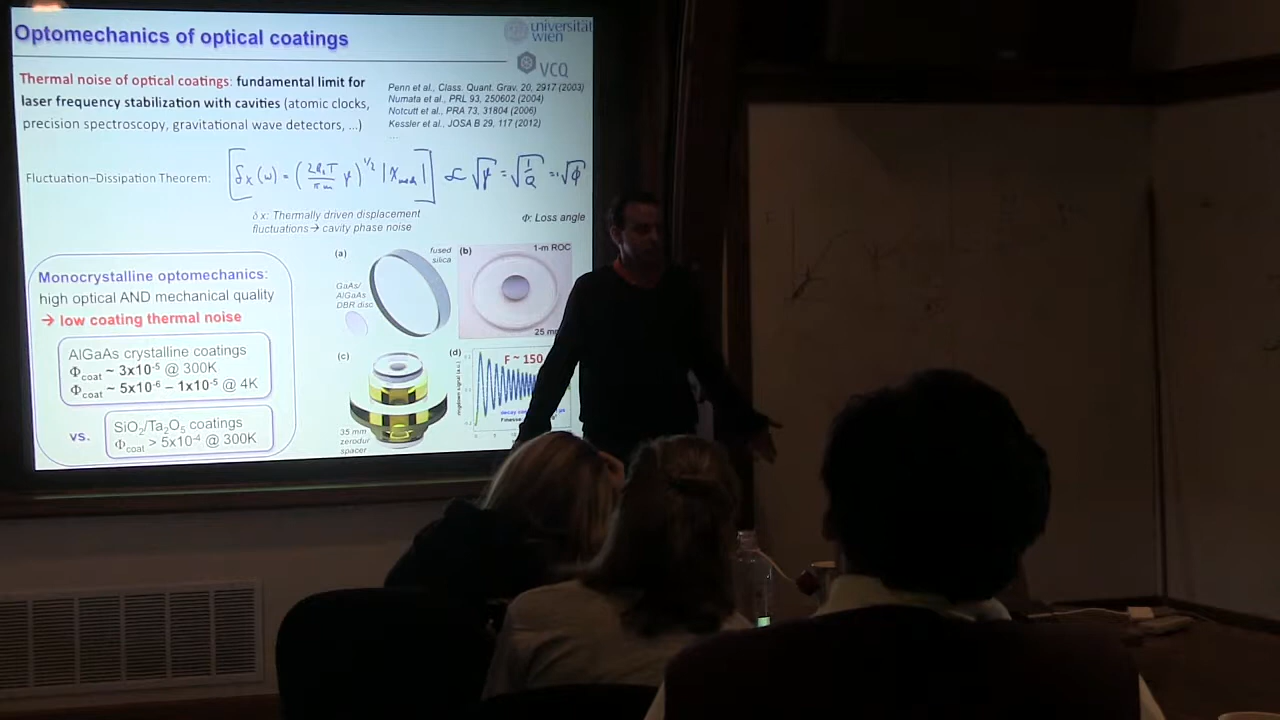 Optomechanics of optical coatings
universität
wien
VCQ
Thermal noise of optical coatings: fundamental limit for
laser frequency stabilization with cavities (atomic clocks,
precision spectroscopy, gravitational wave detectors, ...)
Penn et al., Class. Quant. Grav. 20, 2917 (2003)
Numata et al., PRL 93, 250602 (2004)
Notcutt et al., PRA 73, 31804 (2006)
Kessler et al., JOSA B 29, 117 (2012)
...
Fluctuation–Dissipation Theorem:
δx: Thermally driven displacement
fluctuations → cavity phase noise
Φ: Loss angle
Monocrystalline optomechanics:
high optical AND mechanical quality
→ low coating thermal noise
AlGaAs crystalline coatings
Φcoat ~ 3x10⁻⁵ @ 300K
Φcoat ~ 5x10⁻⁶ – 1x10⁻⁵ @ 4K
vs.
SiO₂/Ta₂O₅ coatings
Φcoat > 5x10⁻⁴ @ 300K
(a)
fused
silica
GaAs/
AlGaAs
DBR disc
(b)
1-m ROC
25 m
(c)
35 mm
zerodur
spacer
(d)
F ~ 150